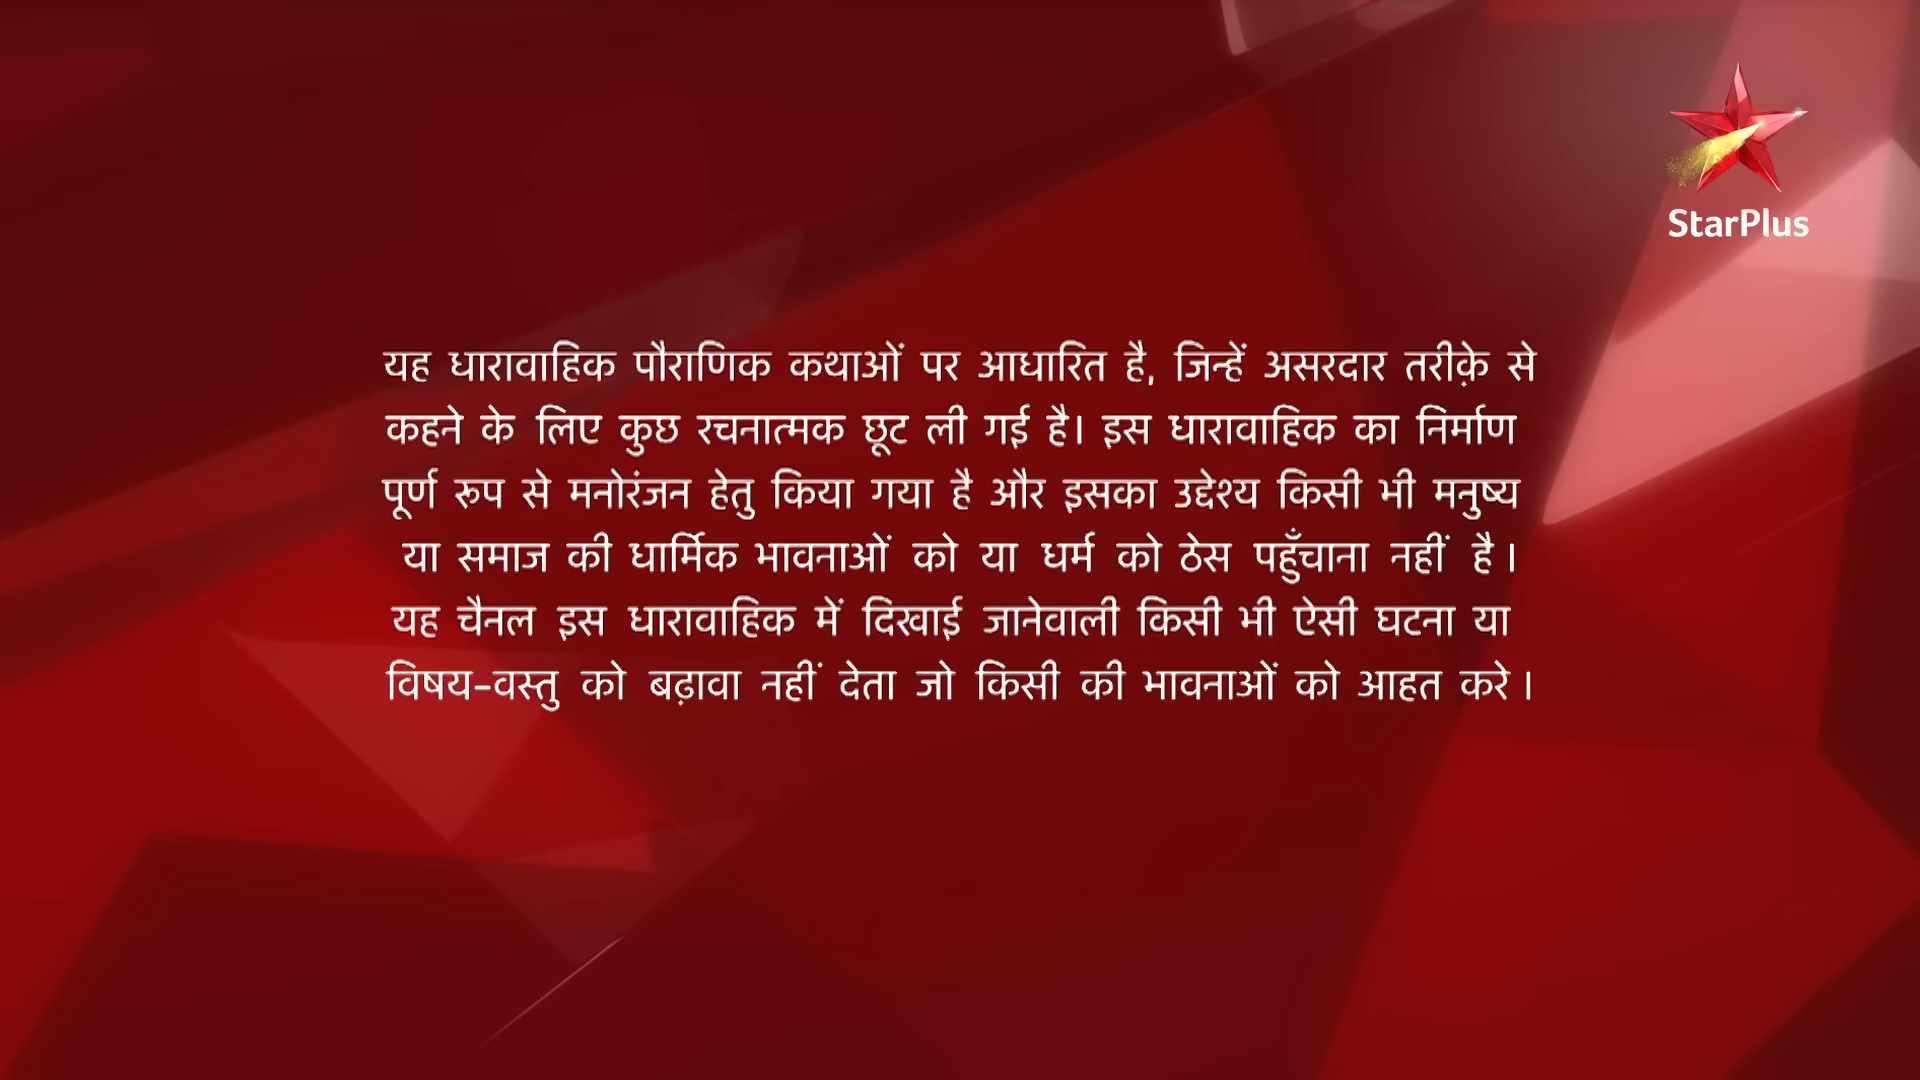 StarPlus
यह धारावाहिक पौराणिक कथाओं पर आधारित है, जिन्हें असरदार तरीक़े से
कहने के लिए कुछ रचनात्मक छूट ली गई है। इस धारावाहिक का निर्माण
पूर्ण रूप से मनोरंजन हेतु किया गया है और इसका उद्देश्य किसी भी मनुष्य
या समाज की धार्मिक भावनाओं को या धर्म को ठेस पहुँचाना नहीं है।
यह चैनल इस धारावाहिक में दिखाई जानेवाली किसी भी ऐसी घटना या
विषय-वस्तु को बढ़ावा नहीं देता जो किसी की भावनाओं को आहत करे।